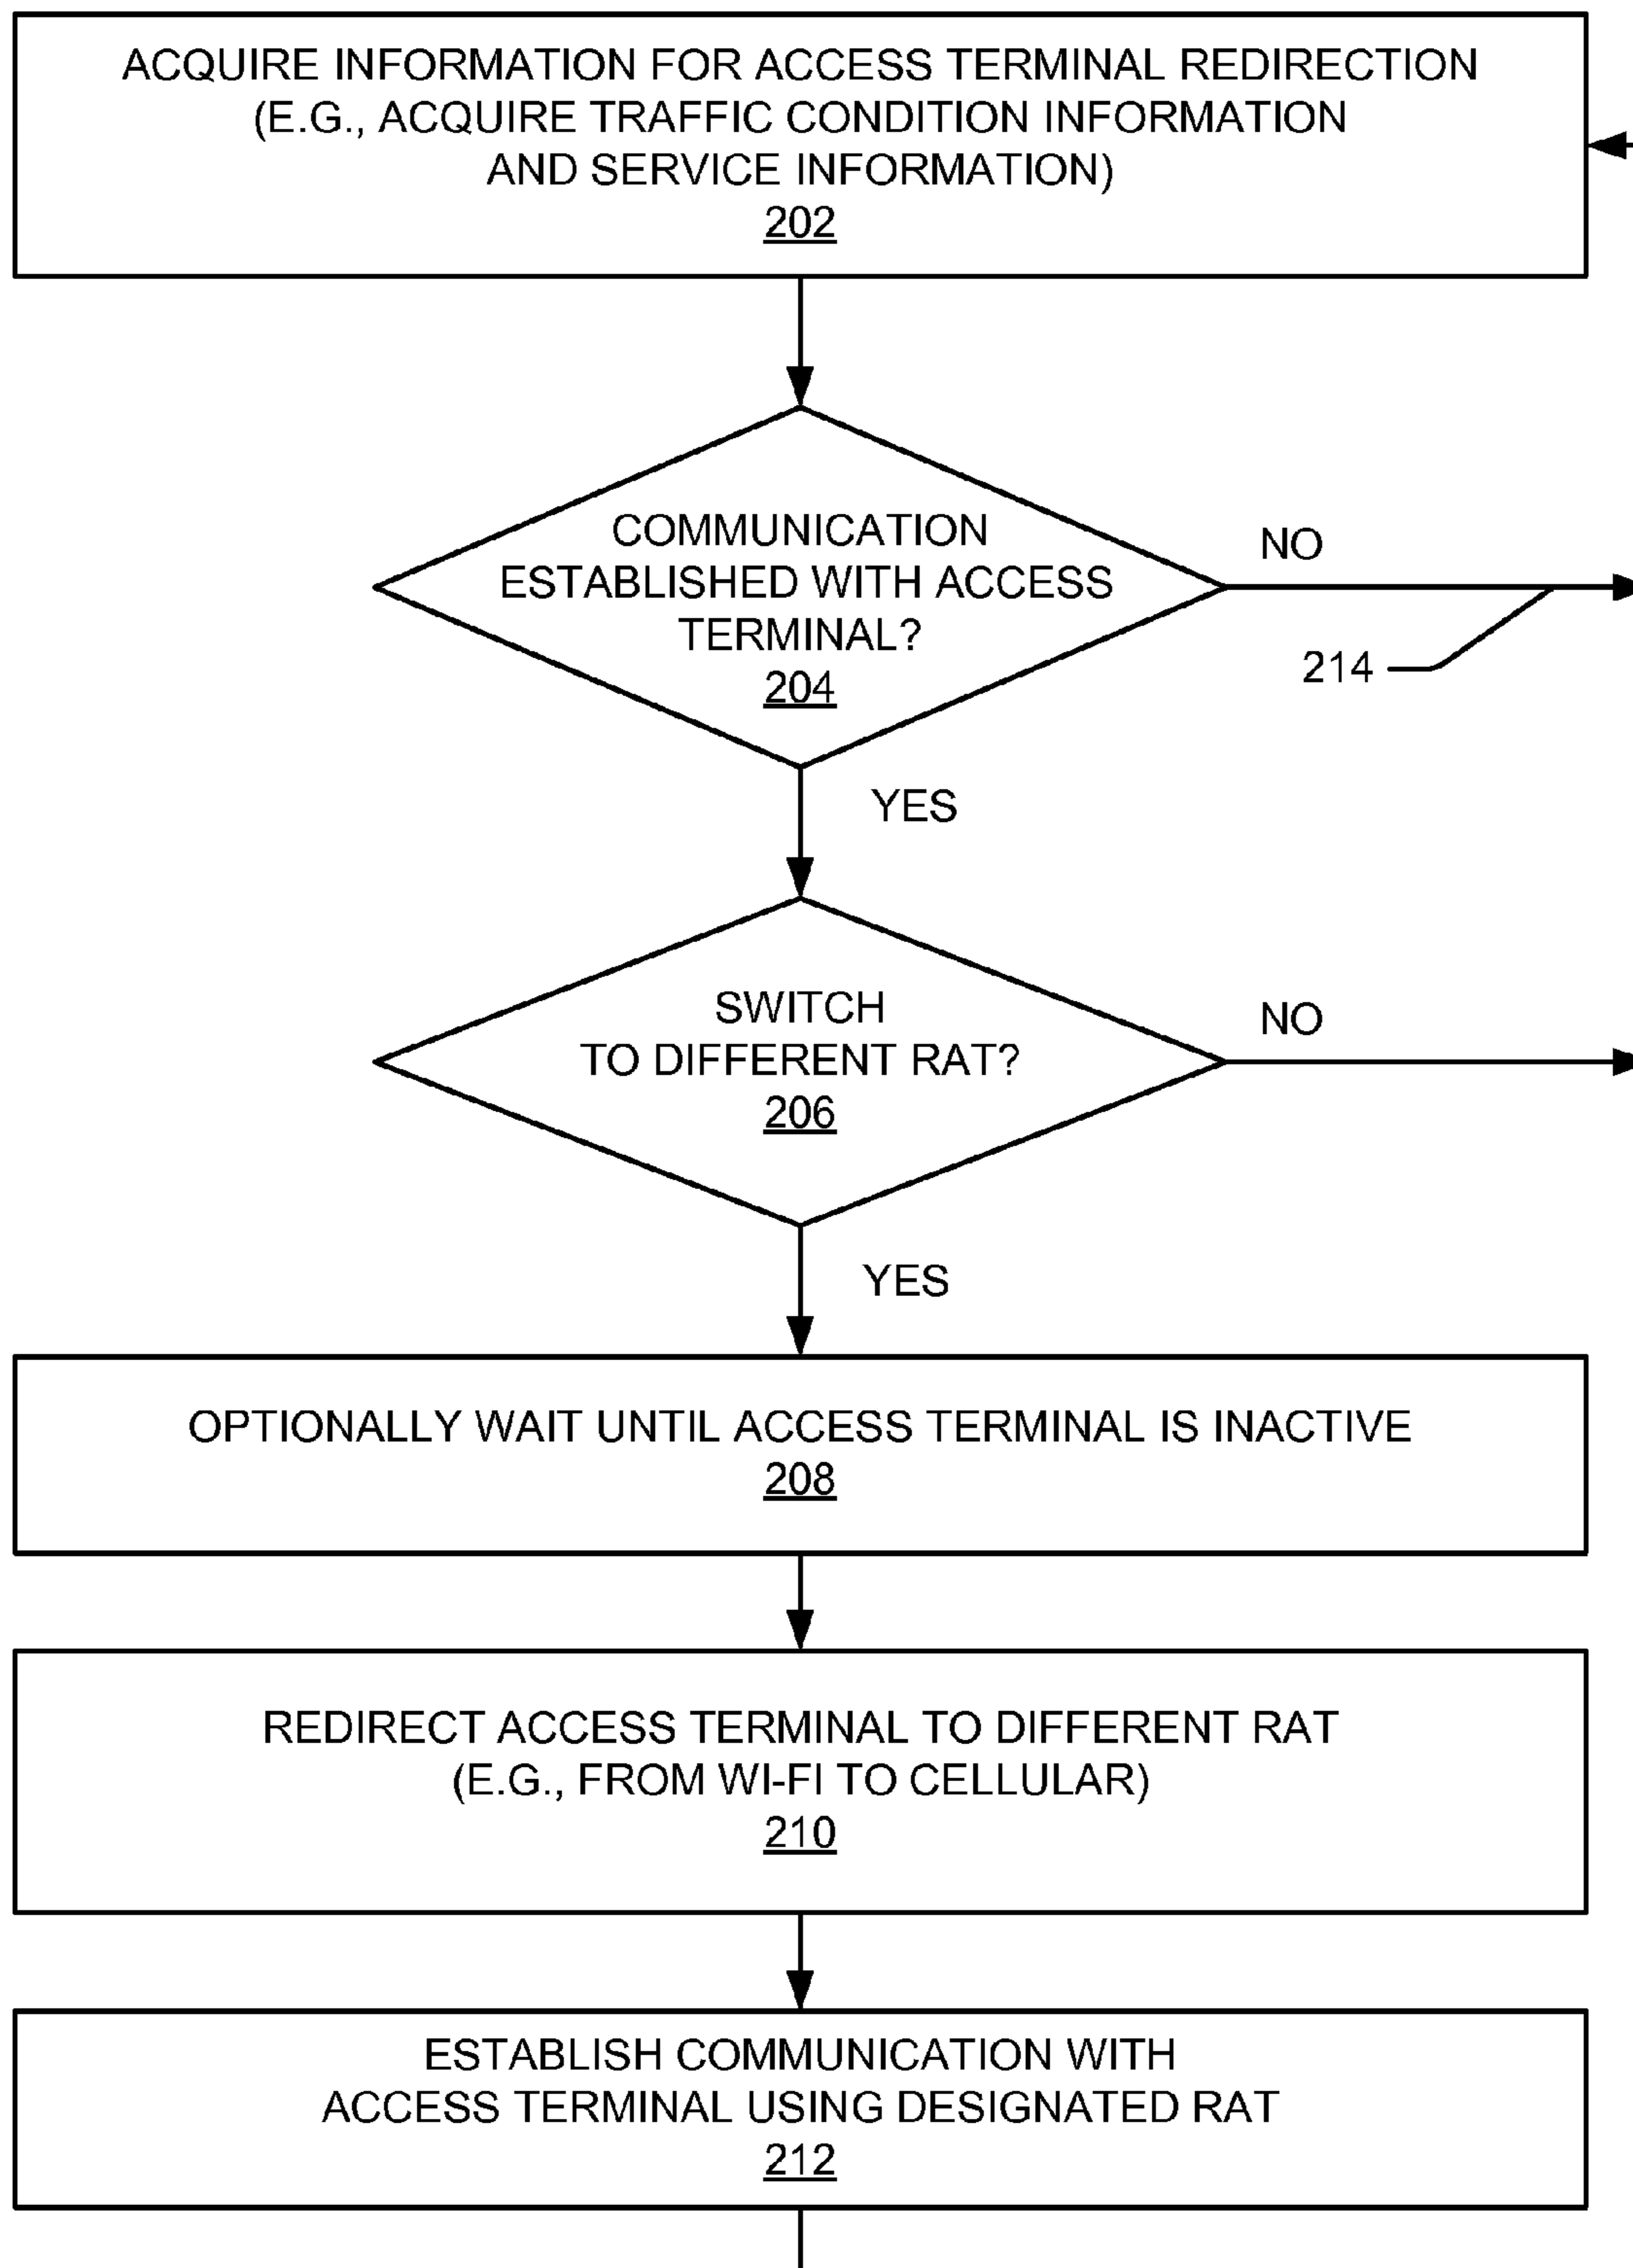 ACQUIRE INFORMATION FOR ACCESS TERMINAL REDIRECTION
(E.G., ACQUIRE TRAFFIC CONDITION INFORMATION
AND SERVICE INFORMATION)
202
COMMUNICATION
ESTABLISHED WITH ACCESS
TERMINAL?
204
NO
214
YES
SWITCH
TO DIFFERENT RAT?
206
NO
YES
OPTIONALLY WAIT UNTIL ACCESS TERMINAL IS INACTIVE
208
REDIRECT ACCESS TERMINAL TO DIFFERENT RAT
(E.G., FROM WI-FI TO CELLULAR)
210
ESTABLISH COMMUNICATION WITH
ACCESS TERMINAL USING DESIGNATED RAT
212